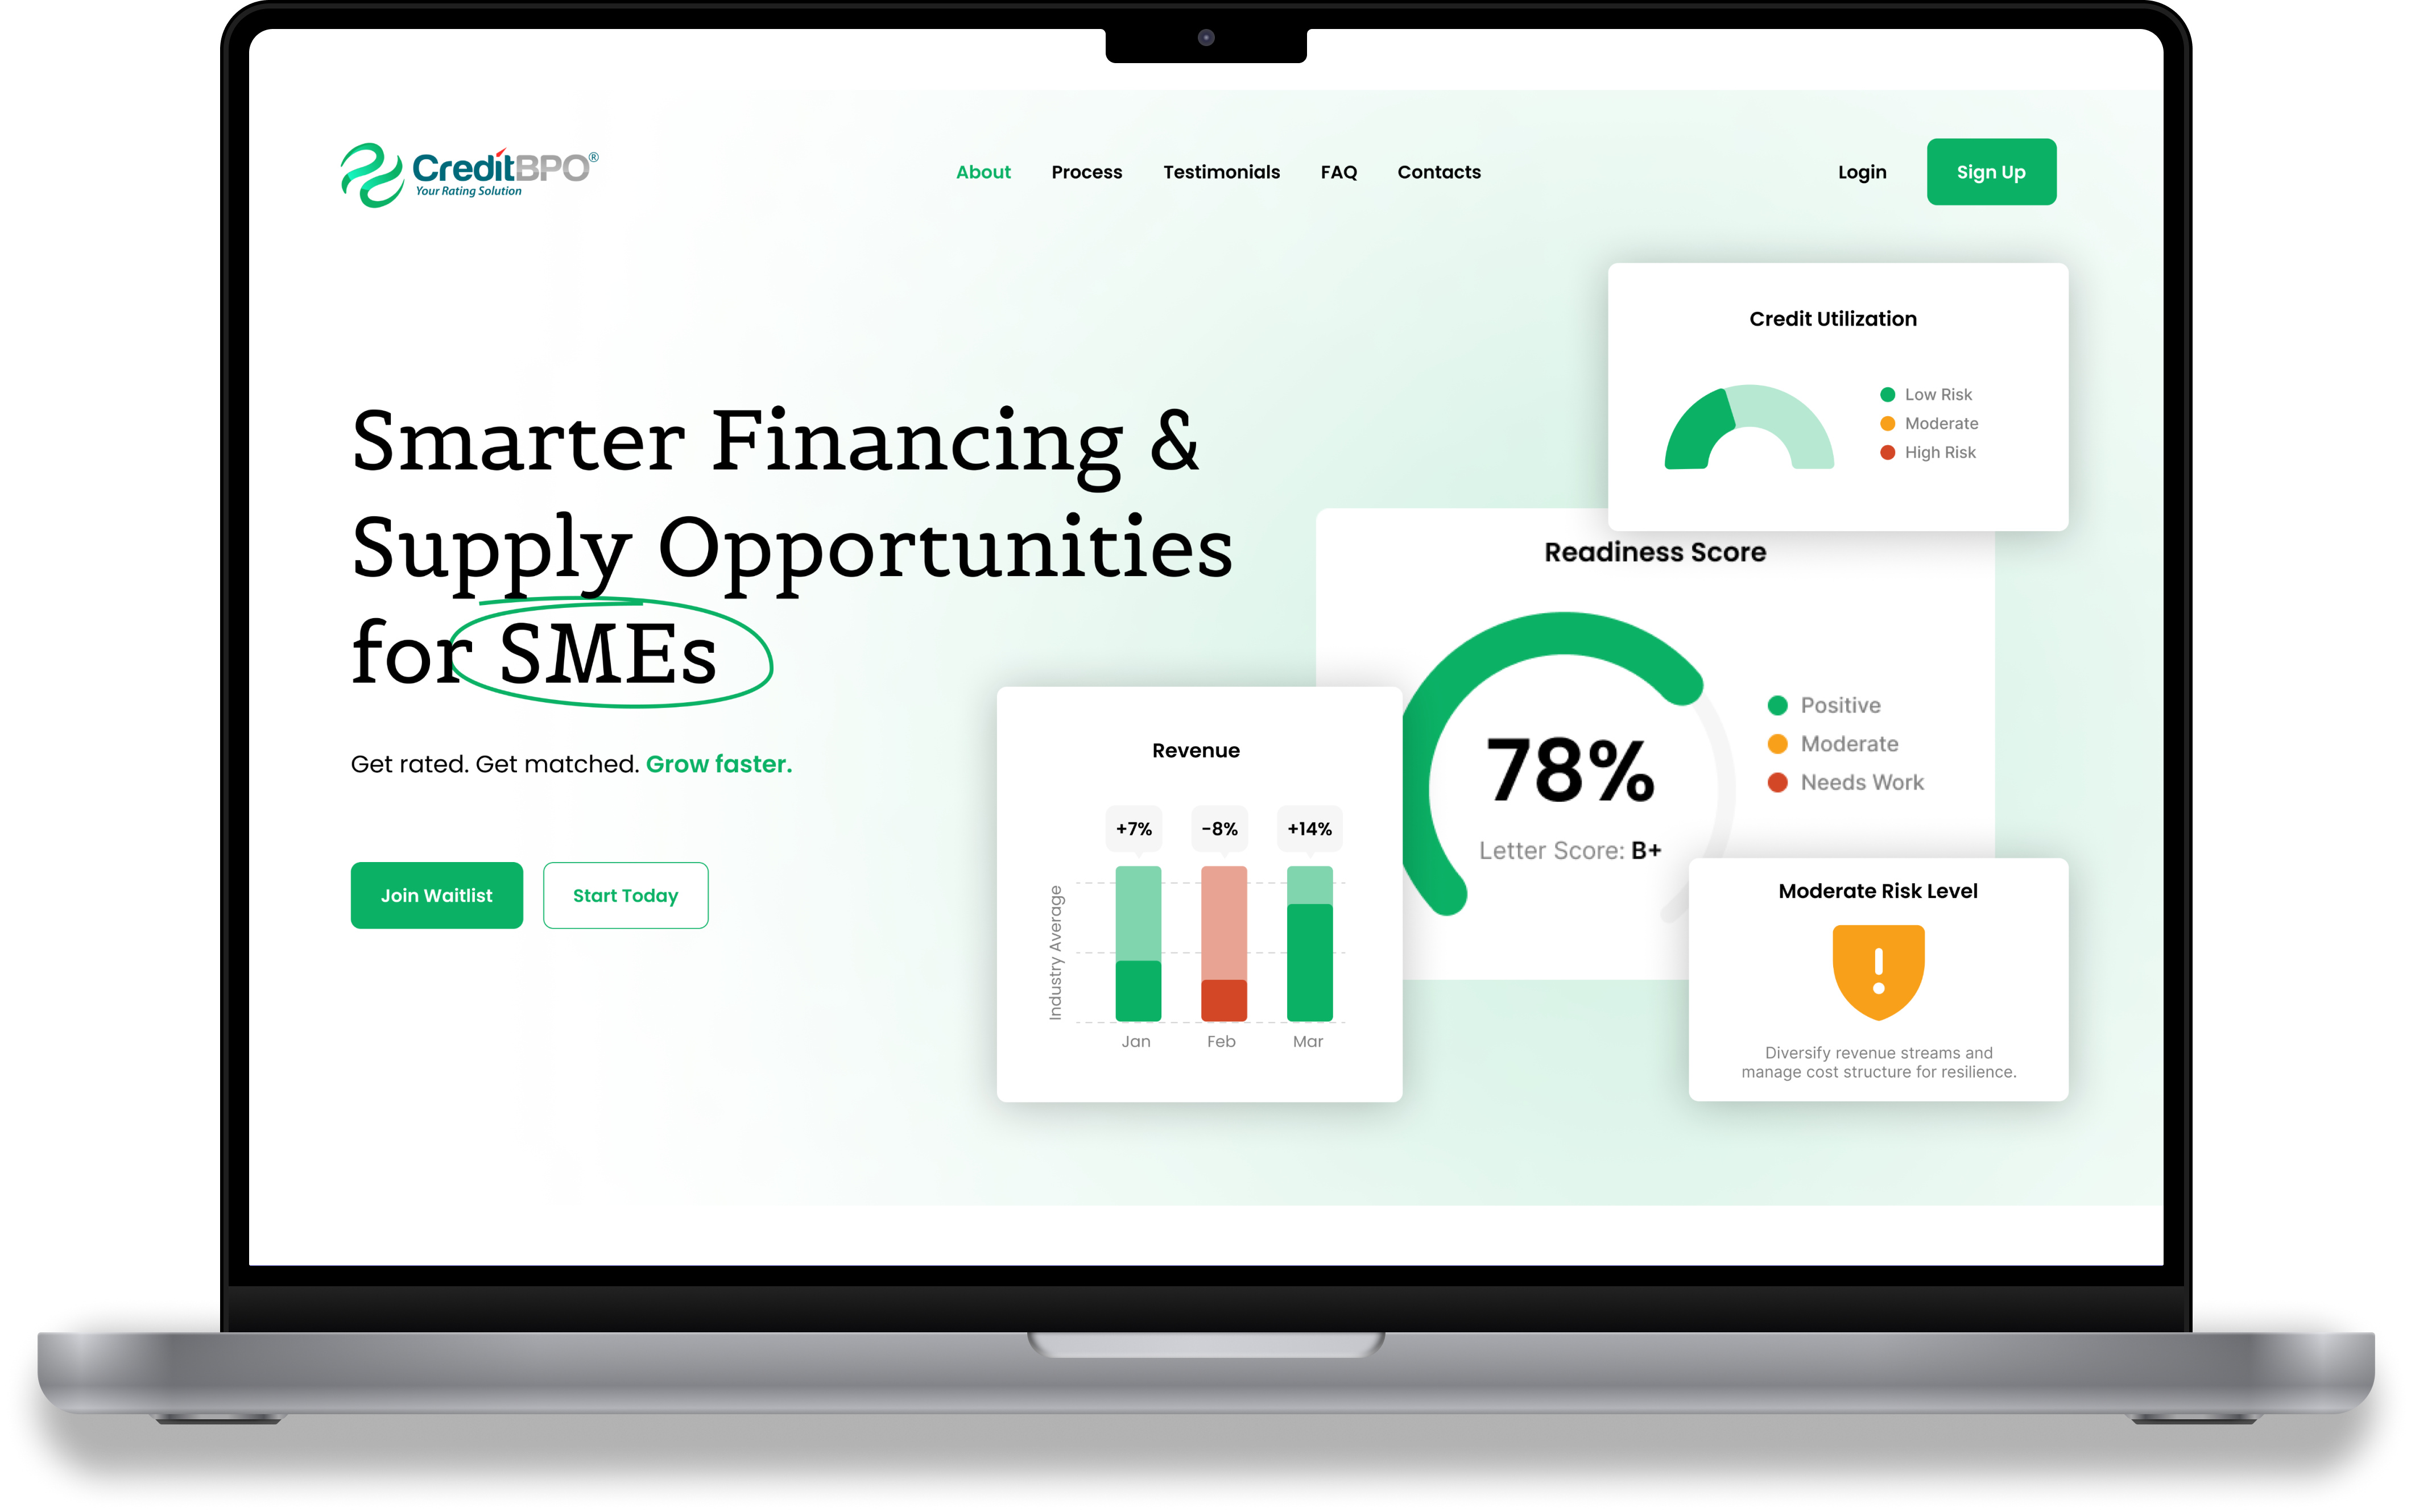 CreditBPO®
Your Rating Solution
About
Process
Testimonials
FAQ
Contacts
Login
Sign Up
Smarter Financing &
Supply Opportunities
for SMEs
Get rated. Get matched. Grow faster.
Join Waitlist
Start Today
Credit Utilization
Low Risk
Moderate
High Risk
Readiness Score
78%
Letter Score: B+
Positive
Moderate
Needs Work
Revenue
+7%
-8%
+14%
Industry Average
Jan
Feb
Mar
Moderate Risk Level
Diversify revenue streams and
manage cost structure for resilience.